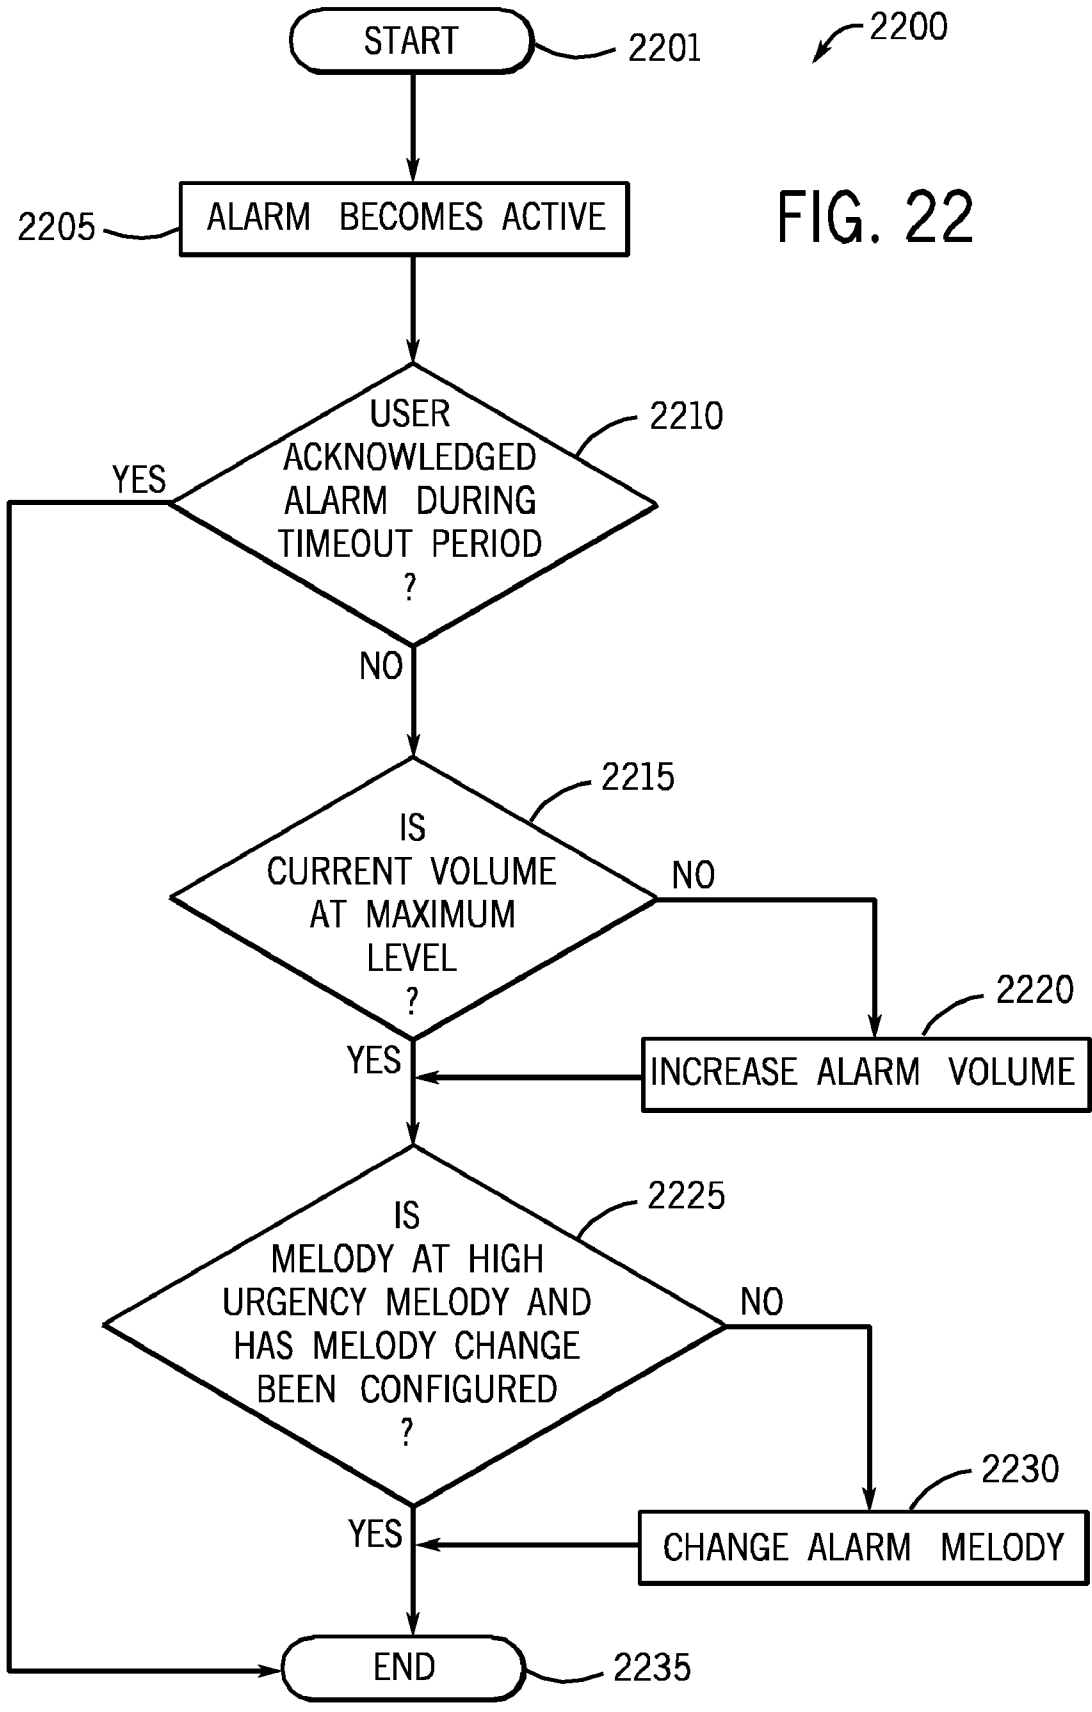 START
2201
2200
FIG. 22
2205
ALARM BECOMES ACTIVE
2210
USER
ACKNOWLEDGED
ALARM DURING
TIMEOUT PERIOD
?
YES
NO
2215
IS
CURRENT VOLUME
AT MAXIMUM
LEVEL
?
NO
YES
2220
INCREASE ALARM VOLUME
2225
IS
MELODY AT HIGH
URGENCY MELODY AND
HAS MELODY CHANGE
BEEN CONFIGURED
?
NO
YES
2230
CHANGE ALARM MELODY
END
2235